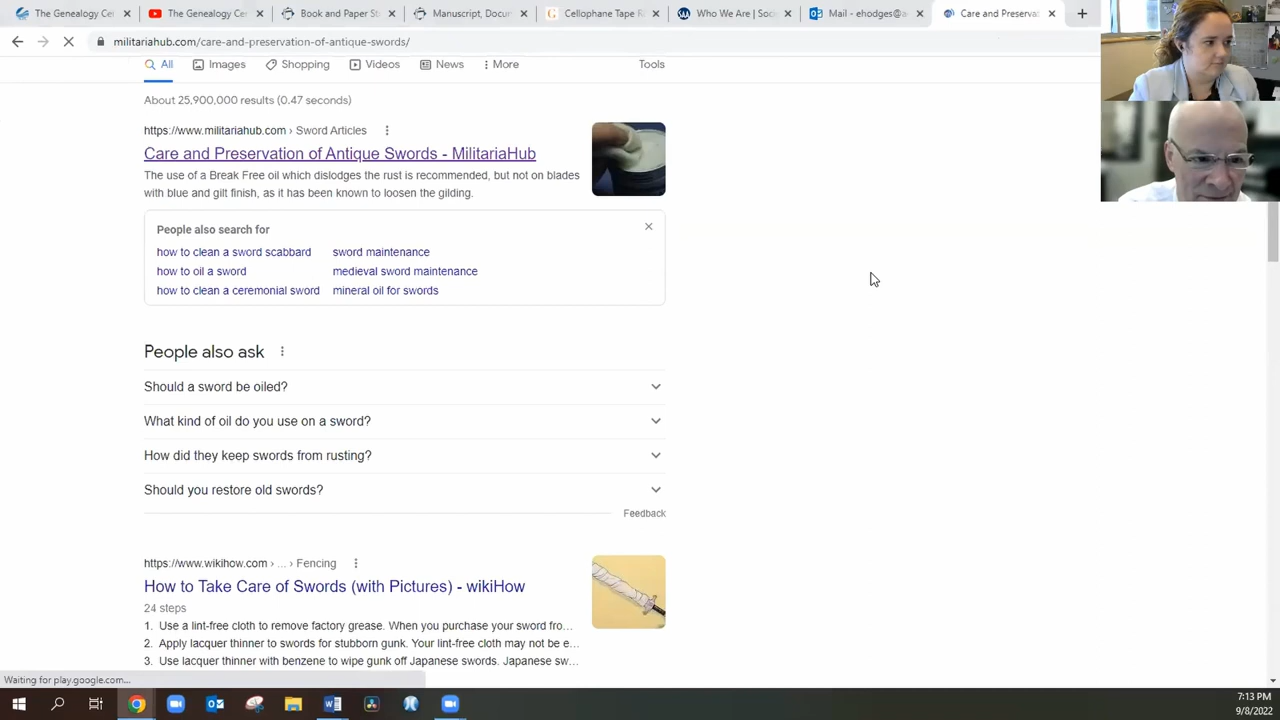 The Genealogy Ce
The Genealogy Cer
Book and Paper St
Manuscript, Docum
Cellophane Tape R
Who We Are | Soci
Mail - ehodges@a
Care and Preservat
militariahub.com/care-and-preservation-of-antique-swords/
All Images Shopping Videos News More Tools
About 25,900,000 results (0.47 seconds)
https://www.militariahub.com › Sword Articles
Care and Preservation of Antique Swords - MilitariaHub
The use of a Break Free oil which dislodges the rust is recommended, but not on blades
with blue and gilt finish, as it has been known to loosen the gilding.
People also search for
how to clean a sword scabbard sword maintenance
how to oil a sword medieval sword maintenance
how to clean a ceremonial sword mineral oil for swords
People also ask
Should a sword be oiled?
What kind of oil do you use on a sword?
How did they keep swords from rusting?
Should you restore old swords?
Feedback
https://www.wikihow.com › ... › Fencing
How to Take Care of Swords (with Pictures) - wikiHow
24 steps
1. Use a lint-free cloth to remove factory grease. When you purchase your sword fro...
2. Apply lacquer thinner to swords for stubborn gunk. Your lint-free cloth may not be e...
3. Use lacquer thinner with benzene to wipe gunk off Japanese swords. Japanese sw...
Waiting for play.google.com...
7:13 PM
9/8/2022